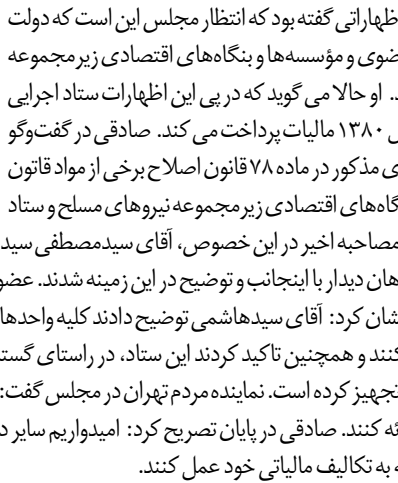 ظهاراتی گفته بود که انتظار مجلس این است که دولت
ضوی و مؤسسه‌ها و بنگاه‌های اقتصادی زیرمجموعه
. او حالا می گوید که در پی این اظهارات ستاد اجرایی
۱۳۸۰ مالیات پرداخت می کند. صادقی در گفت‌وگو
ی مذکور در ماده ۷۸ قانون اصلاح برخی از مواد قانون
گاه‌های اقتصادی زیرمجموعه نیروهای مسلح و ستاد
مصاحبه اخیر در این خصوص، آقای سیدمصطفی سید
هان دیدار با اینجانب و توضیح در این زمینه شدند. عضو
شان کرد: آقای سیدهاشمی توضیح دادند کلیه واحدها
کنند و همچنین تاکید کردند این ستاد، در راستای گست
تجهیز کرده است. نماینده مردم تهران در مجلس گفت:
ئه کنند. صادقی در پایان تصریح کرد: امیدواریم سایر د
به تکالیف مالیاتی خود عمل کنند.